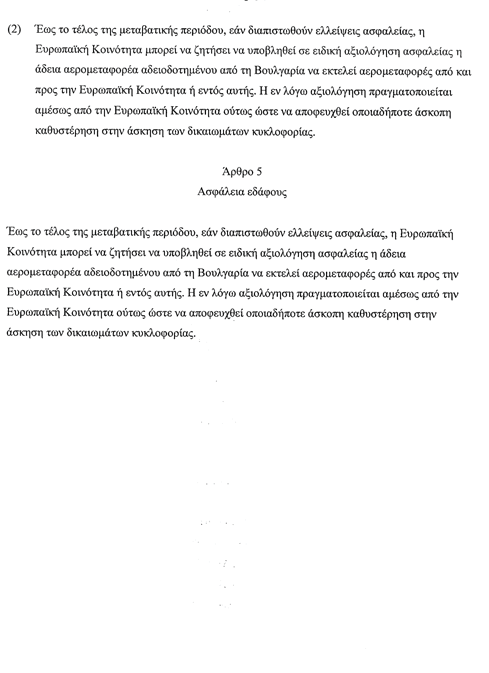 (2) Έως το τέλος της μεταβατικής περιόδου, εάν διαπιστωθούν ελλείψεις ασφαλείας, η
Ευρωπαϊκή Κοινότητα μπορεί να ζητήσει να υποβληθεί σε ειδική αξιολόγηση ασφαλείας η
άδεια αερομεταφορέα αδειοδοτημένου από τη Βουλγαρία να εκτελεί αερομεταφορές από και
προς την Ευρωπαϊκή Κοινότητα ή εντός αυτής. Η εν λόγω αξιολόγηση πραγματοποιείται
αμέσως από την Ευρωπαϊκή Κοινότητα ούτως ώστε να αποφευχθεί οποιαδήποτε άσκοπη
καθυστέρηση στην άσκηση των δικαιωμάτων κυκλοφορίας.
Άρθρο 5
Ασφάλεια εδάφους
Έως το τέλος της μεταβατικής περιόδου, εάν διαπιστωθούν ελλείψεις ασφαλείας, η Ευρωπαϊκή
Κοινότητα μπορεί να ζητήσει να υποβληθεί σε ειδική αξιολόγηση ασφαλείας η άδεια
αερομεταφορέα αδειοδοτημένου από τη Βουλγαρία να εκτελεί αερομεταφορές από και προς την
Ευρωπαϊκή Κοινότητα ή εντός αυτής. Η εν λόγω αξιολόγηση πραγματοποιείται αμέσως από την
Ευρωπαϊκή Κοινότητα ούτως ώστε να αποφευχθεί οποιαδήποτε άσκοπη καθυστέρηση στην
άσκηση των δικαιωμάτων κυκλοφορίας.